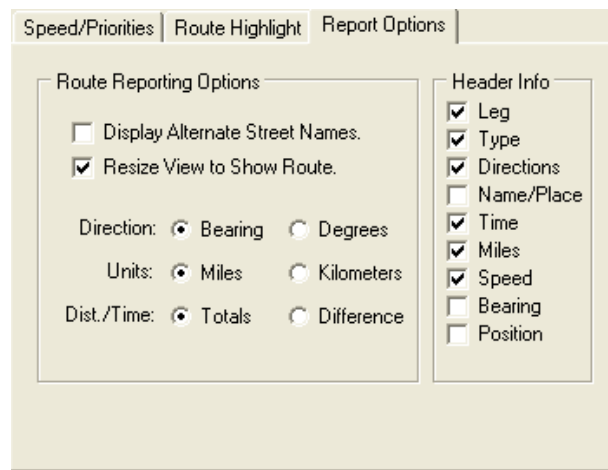 Speed/Priorities Route Highlight Report Options
Route Reporting Options
Display Alternate Street Names.
Resize View to Show Route.
Direction: Bearing Degrees
Units: Miles Kilometers
Dist./Time: Totals Difference
Header Info
Leg
Type
Directions
Name/Place
Time
Miles
Speed
Bearing
Position